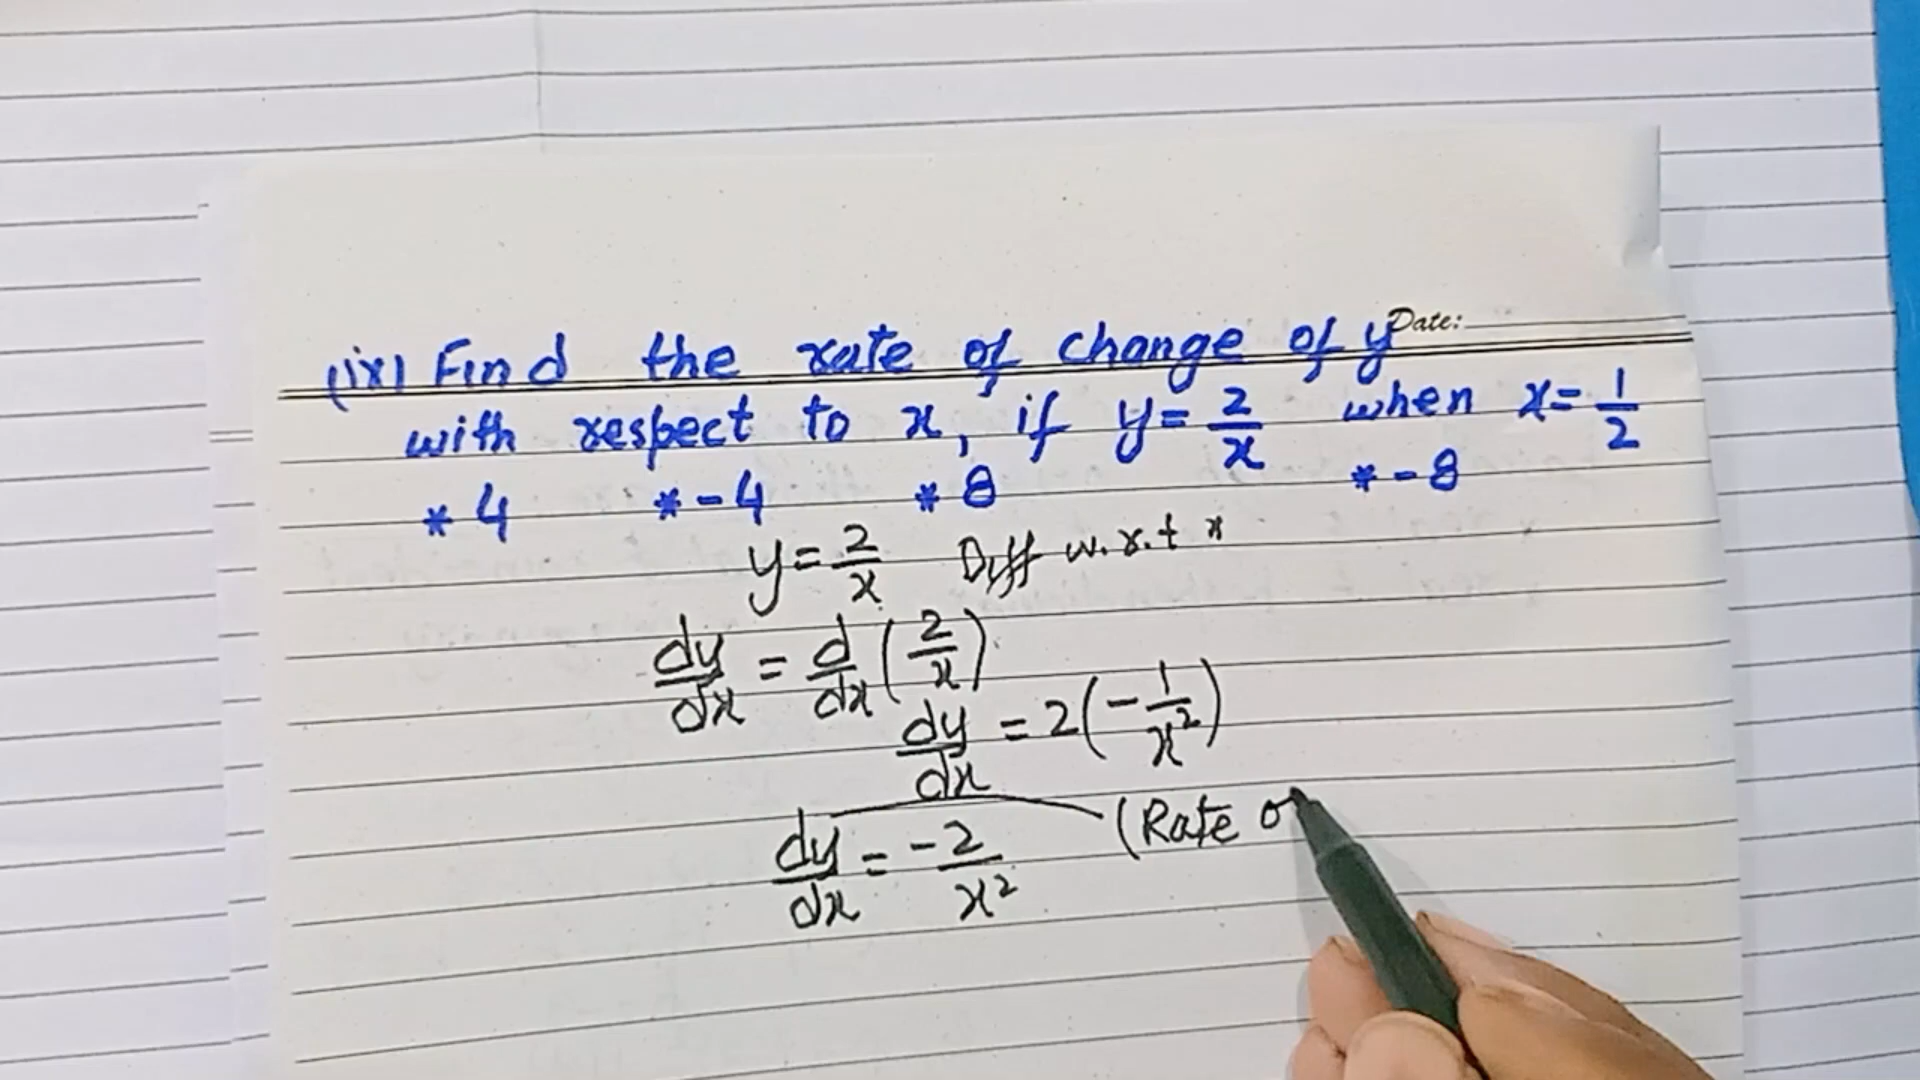 Date:
(ix) Find the rate of change of y
with respect to x, if y = 2/x when x = 1/2
* 4 * -4 * 8 * -8
y = 2/x Diff w.r.t x
dy/dx = d/dx (2/x)
dy/dx = 2(-1/x²)
(Rate o
dy/dx = -2/x²